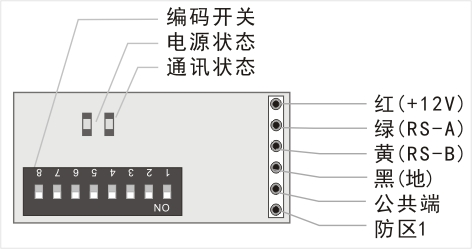 编码开关
电源状态
通讯状态
红(+12V)
绿(RS-A)
黄(RS-B)
黑(地)
公共端
防区1
8 7 6 5 4 3 2 1
ON